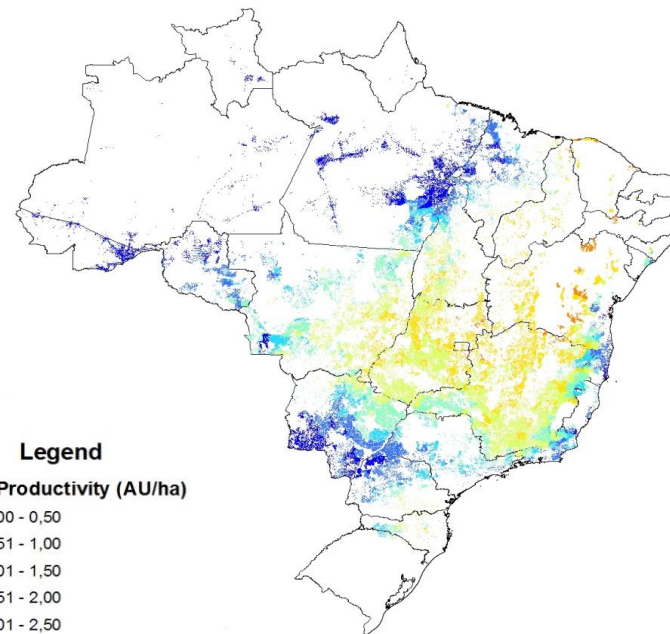 Legend
Productivity (AU/ha)
00 - 0,50
51 - 1,00
01 - 1,50
51 - 2,00
01 - 2,50